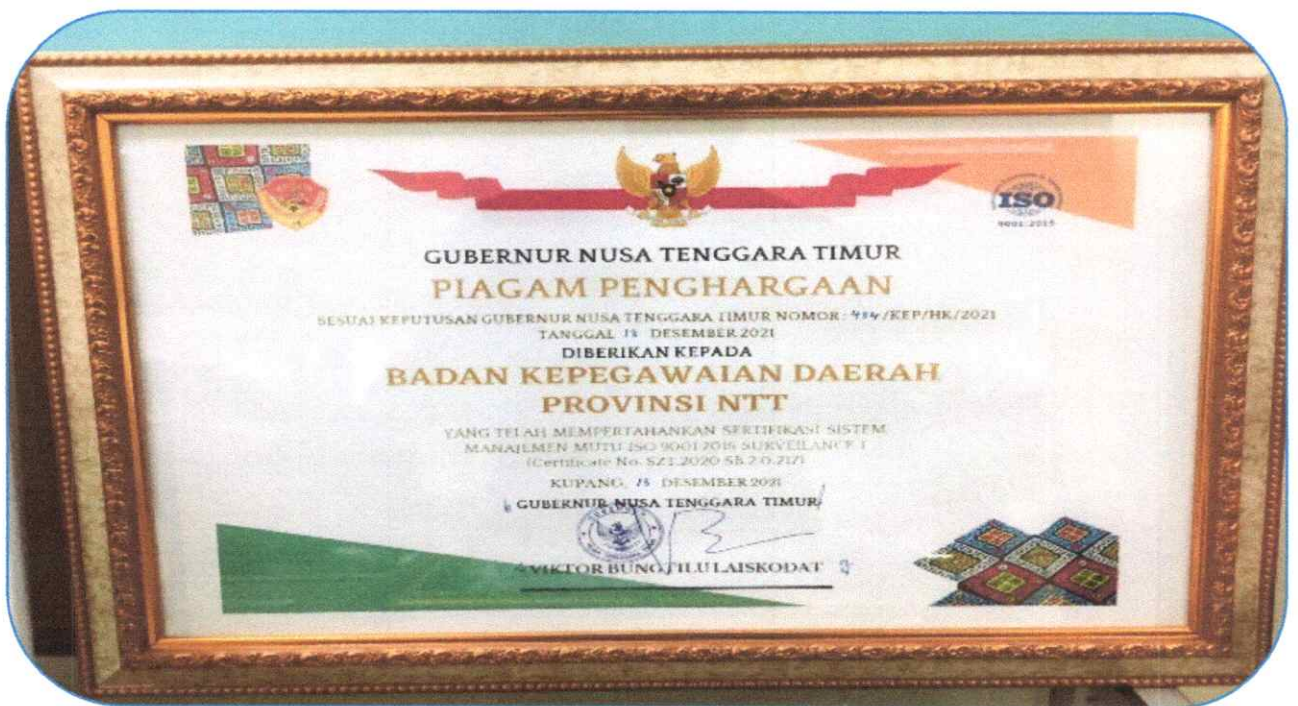 ISO
9001:2015
GUBERNUR NUSA TENGGARA TIMUR
PIAGAM PENGHARGAAN
SESUAI KEPUTUSAN GUBERNUR NUSA TENGGARA TIMUR NOMOR : /KEP/HK/2021
TANGGAL DESEMBER 2021
DIBERIKAN KEPADA
BADAN KEPEGAWAIAN DAERAH
PROVINSI NTT
YANG TELAH MEMPERTAHANKAN SERTIFIKASI SISTEM
MANAJEMEN MUTU ISO 9001:2015 SURVEILANCE I
(Certificate No.
KUPANG, DESEMBER 2021
GUBERNUR NUSA TENGGARA TIMUR
VIKTOR BUNGTILU LAISKODAT